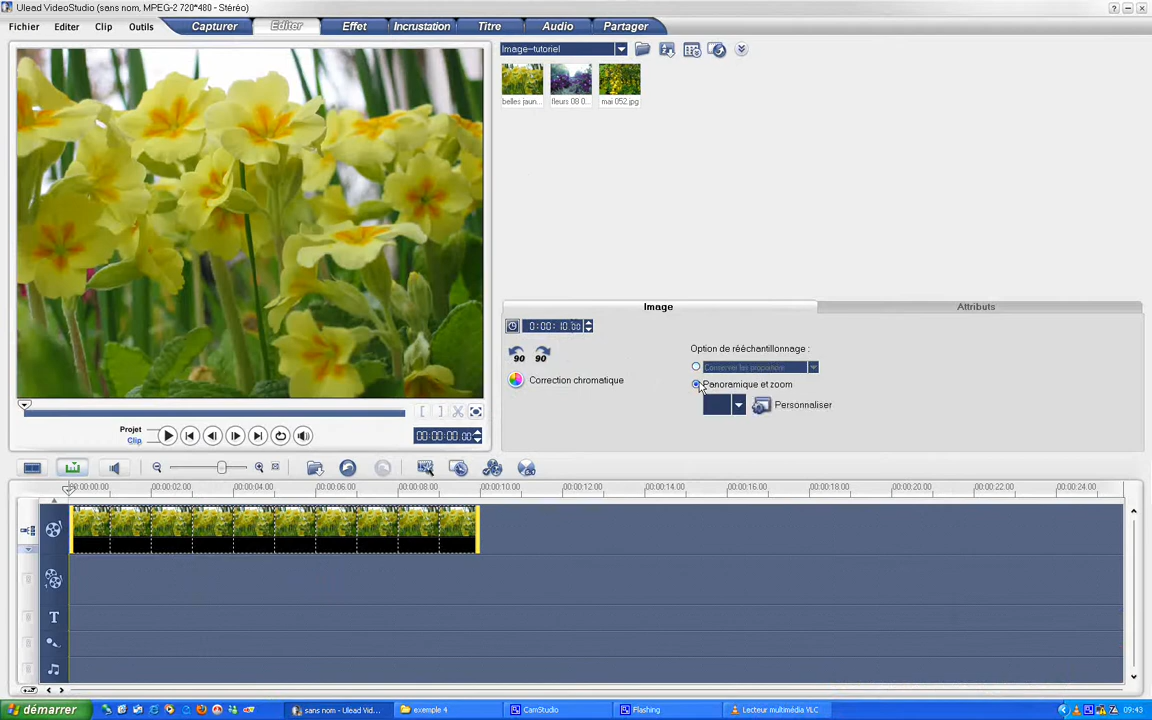 Ulead VideoStudio (sans nom, MPEG-2 720*480 - Stéréo)
Fichier Editer Clip Outils Capturer Editer Effet Incrustation Titre Audio Partager
Image-tutoriel
belles jaun... fleurs 08 0... mai 052.jpg
Image Attributs
0:00:10.00
90 90
Correction chromatique
Option de rééchantillonnage :
Conserver les proportions
Panoramique et zoom
Personnaliser
Projet
Clip
00:00:00.00
00:00:00.00 00:00:02.00 00:00:04.00 00:00:06.00 00:00:08.00 00:00:10.00 00:00:12.00 00:00:14.00 00:00:16.00 00:00:18.00 00:00:20.00 00:00:22.00 00:00:24.00
T
démarrer sans nom - Ulead Vid... exemple 4 CamStudio Flashing Lecteur multimédia VLC 09:43